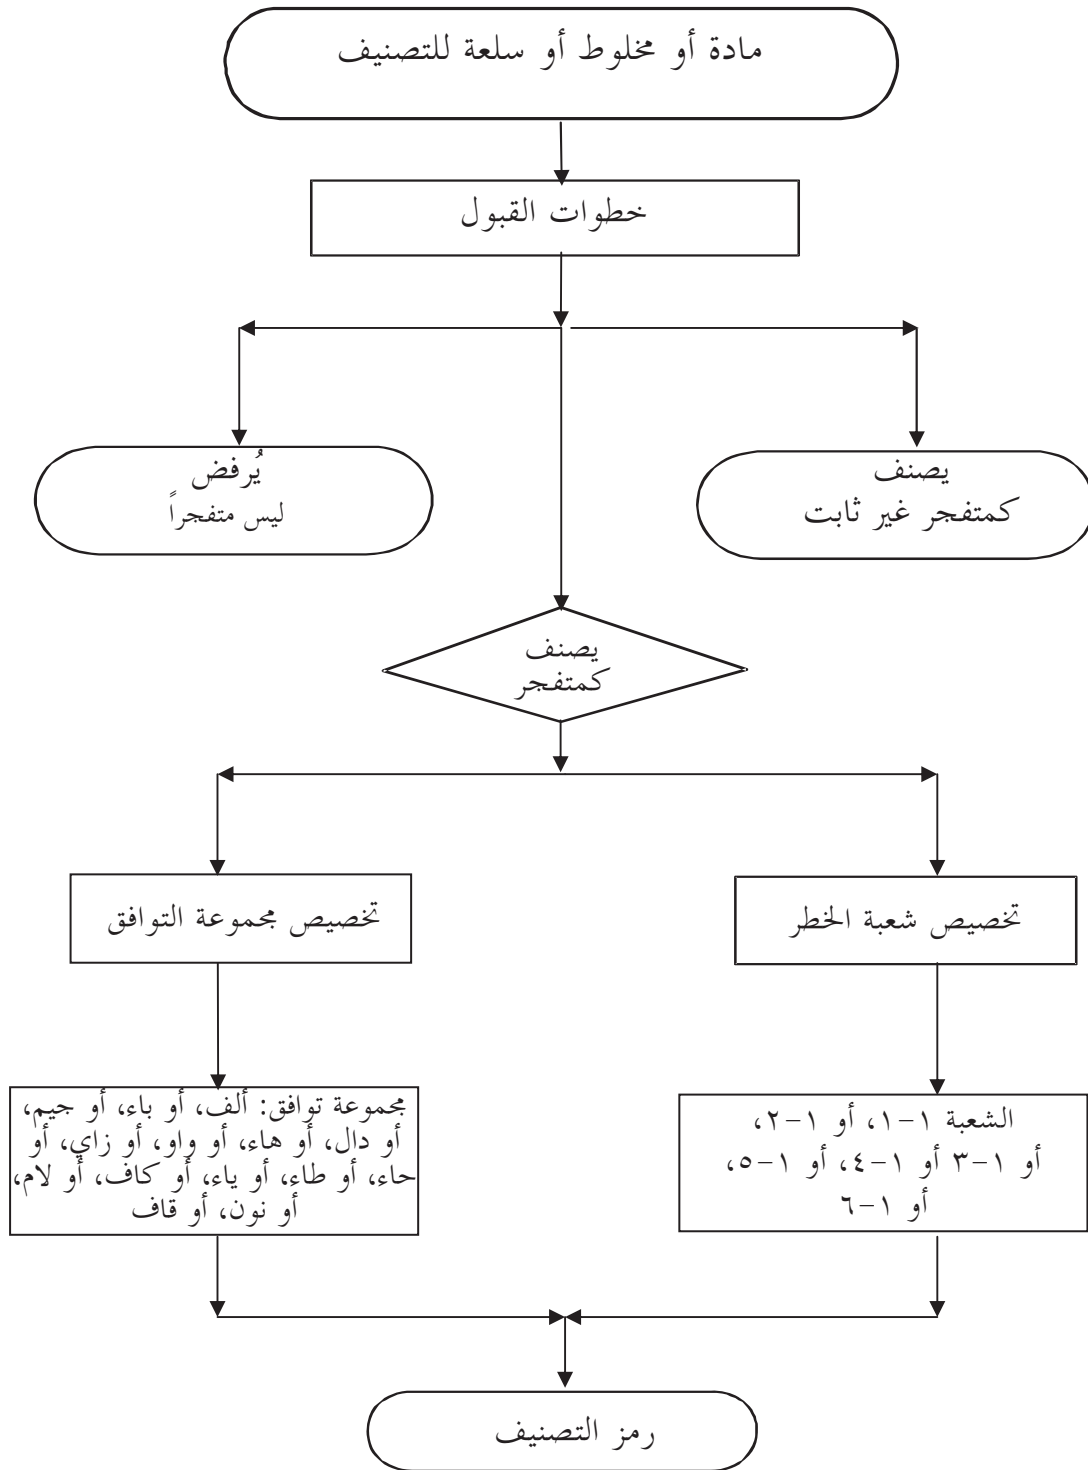 مادة أو مخلوط أو سلعة للتصنيف
خطوات القبول
يصنف
كمتفجر غير ثابت
يُرفض
ليس متفجراً
يصنف
كمتفجر
تخصيص شعبة الخطر
تخصيص مجموعة التوافق
الشعبة ١-١، أو ١-٢،
أو ١-٣ أو ١-٤، أو ١-٥،
أو ١-٦
مجموعة توافق: ألف، أو باء، أو جيم،
أو دال، أو هاء، أو واو، أو زاي، أو
حاء، أو طاء، أو ياء، أو كاف، أو لام،
أو نون، أو قاف
رمز التصنيف